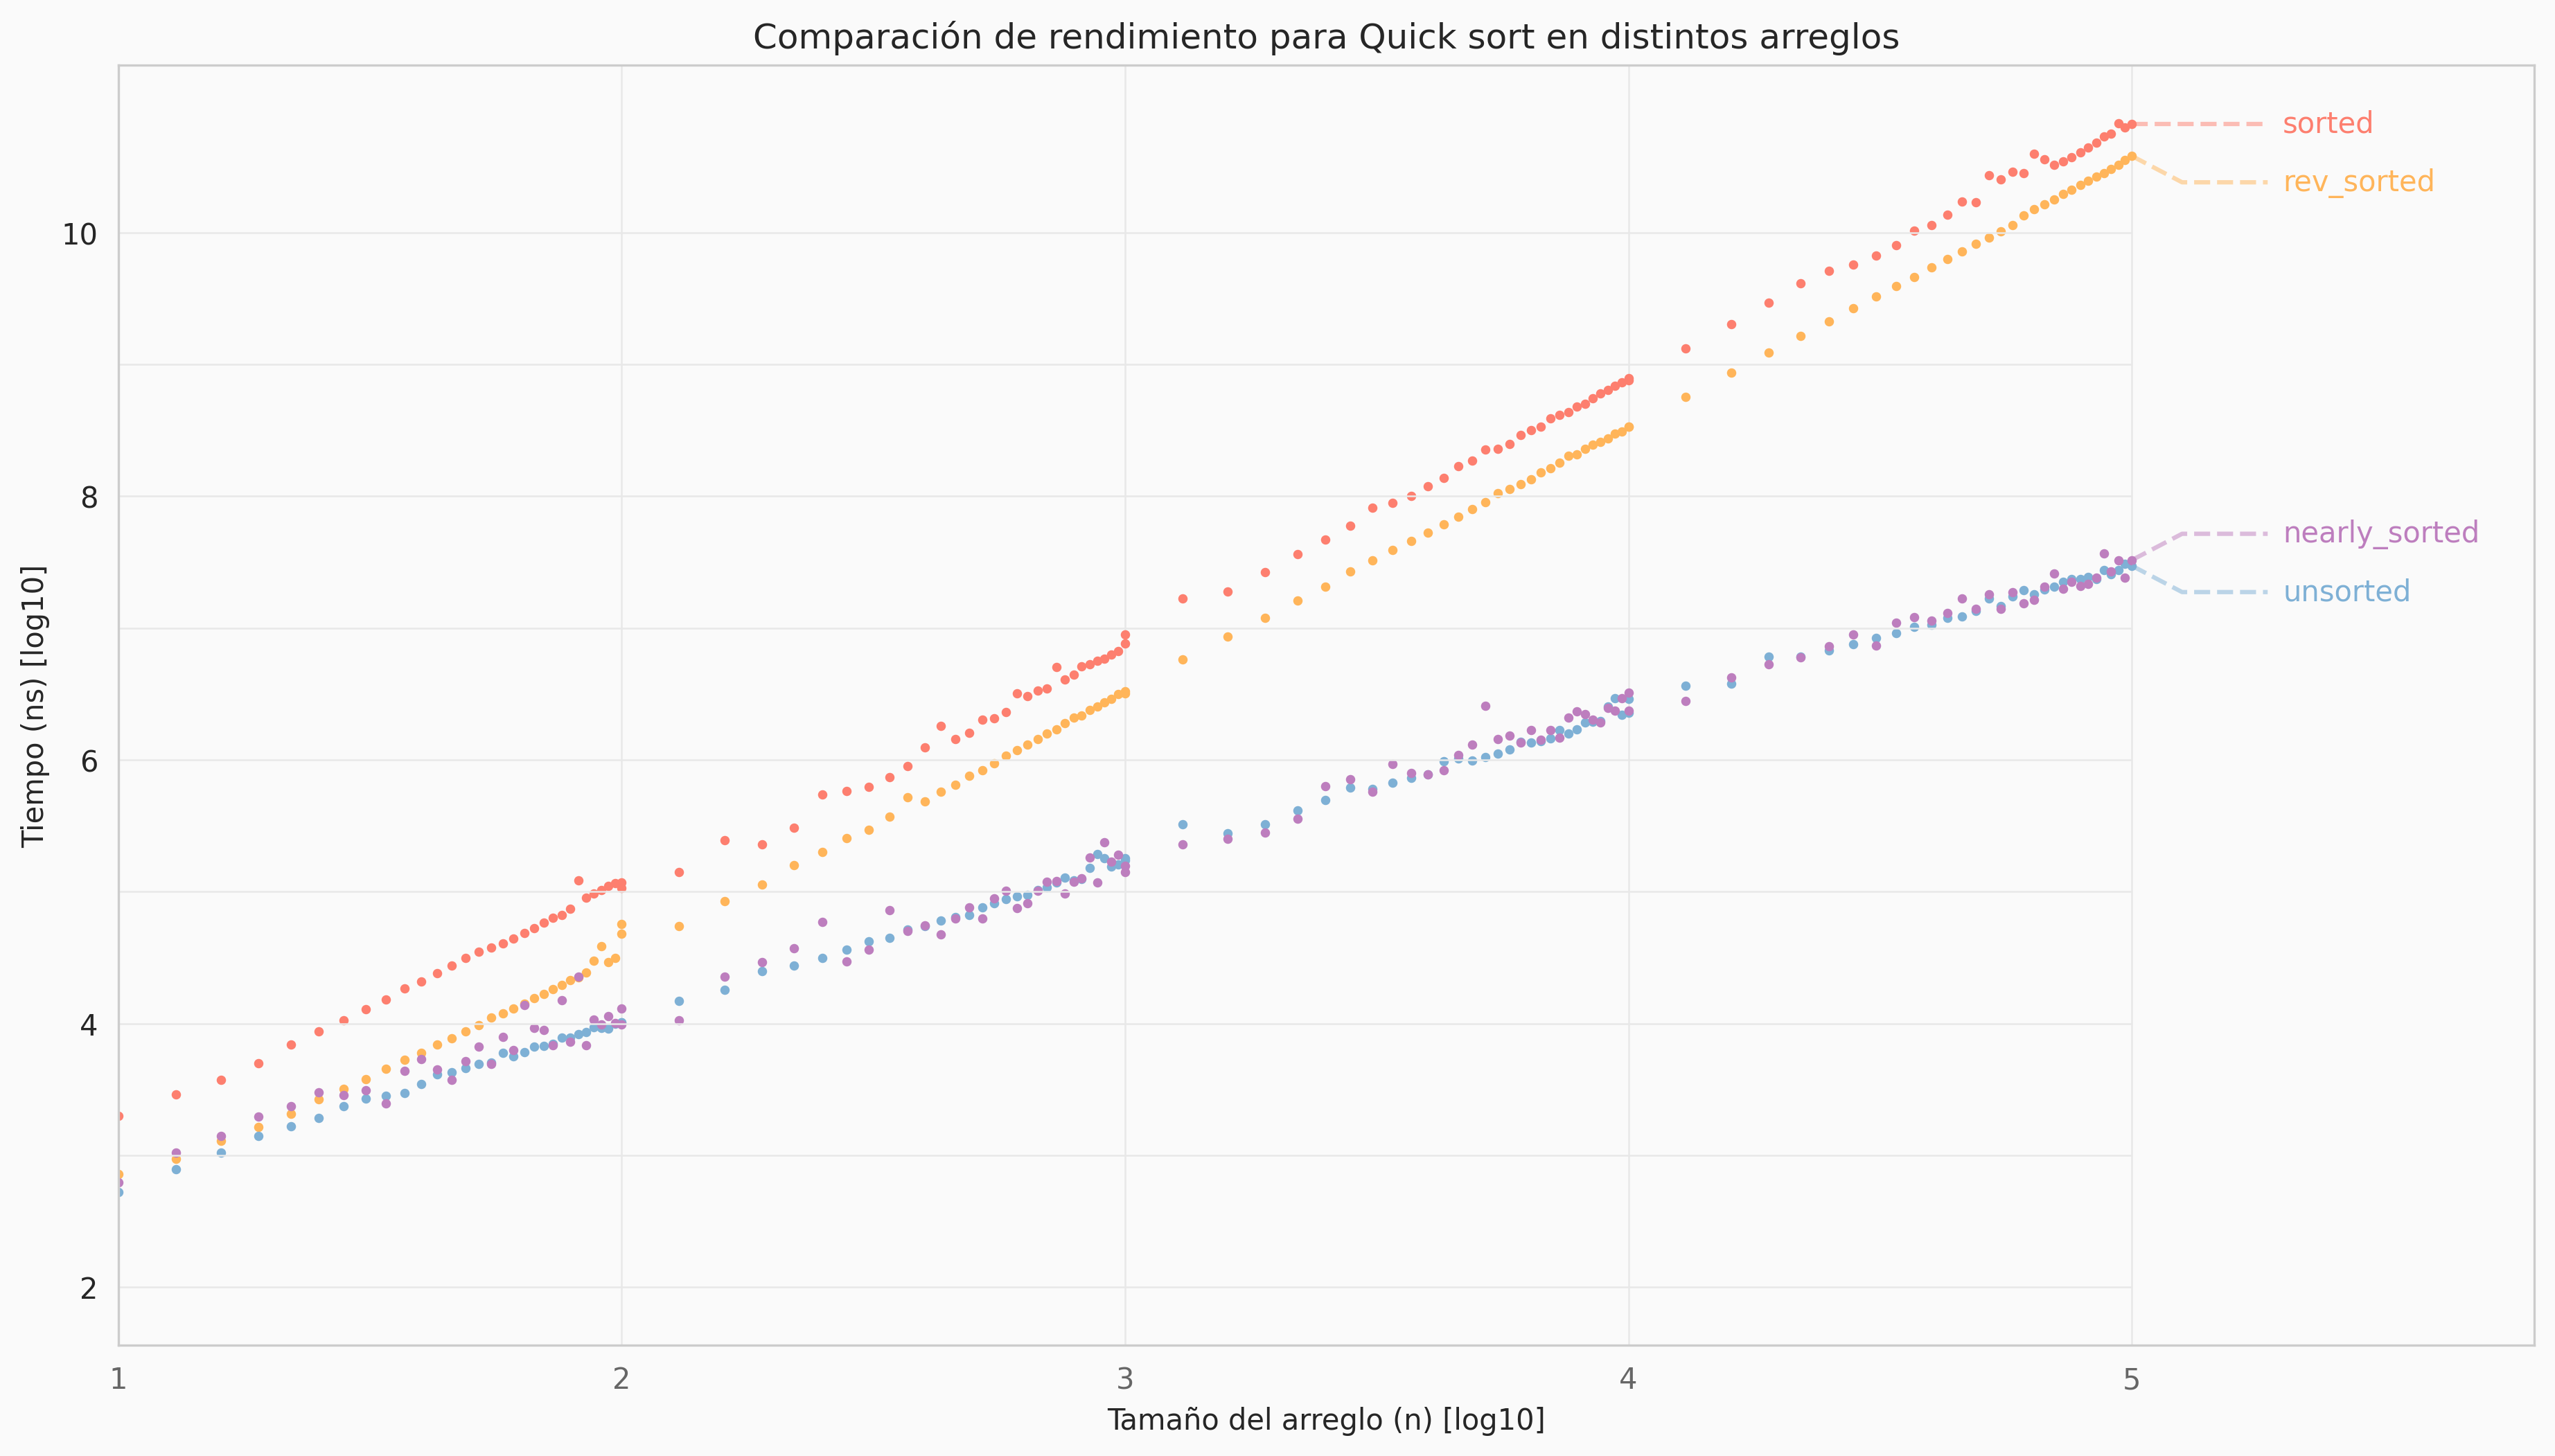 Comparación de rendimiento para Quick sort en distintos arreglos
sorted
rev_sorted
nearly_sorted
unsorted
10
8
6
4
2
Tiempo (ns) [log10]
1 2 3 4 5
Tamaño del arreglo (n) [log10]